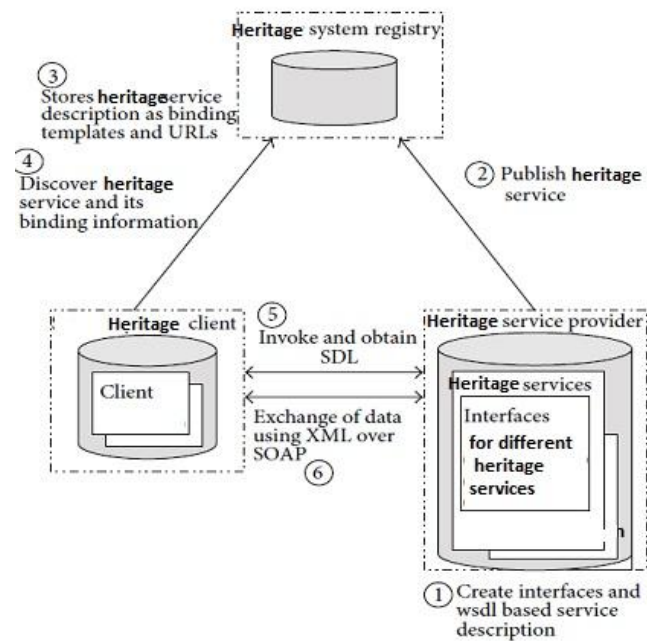 Heritage system registry
③
Stores heritage service
description as binding
templates and URLs
④
Discover heritage
service and its
binding information
② Publish heritage
service
Heritage client
Client
⑤
Invoke and obtain
SDL
Exchange of data
using XML over
SOAP
⑥
Heritage service provider
Heritage services
Interfaces
for different
heritage
services
① Create interfaces and
wsdl based service
description